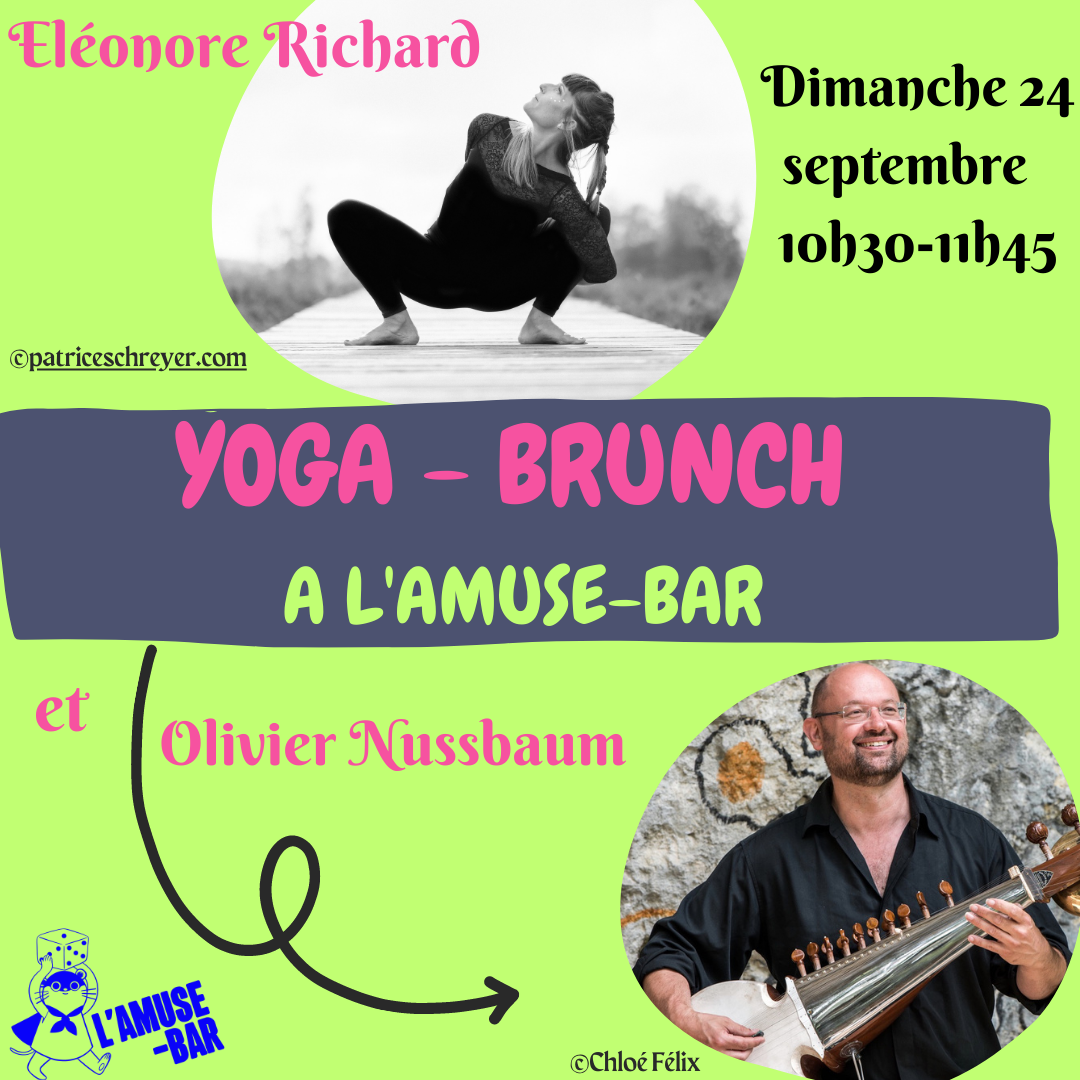 Eléonore Richard
Dimanche 24
septembre
10h30-11h45
©patriceschreyer.com
YOGA - BRUNCH
A L'AMUSE-BAR
et
Olivier Nussbaum
L'AMUSE
-BAR
©Chloé Félix